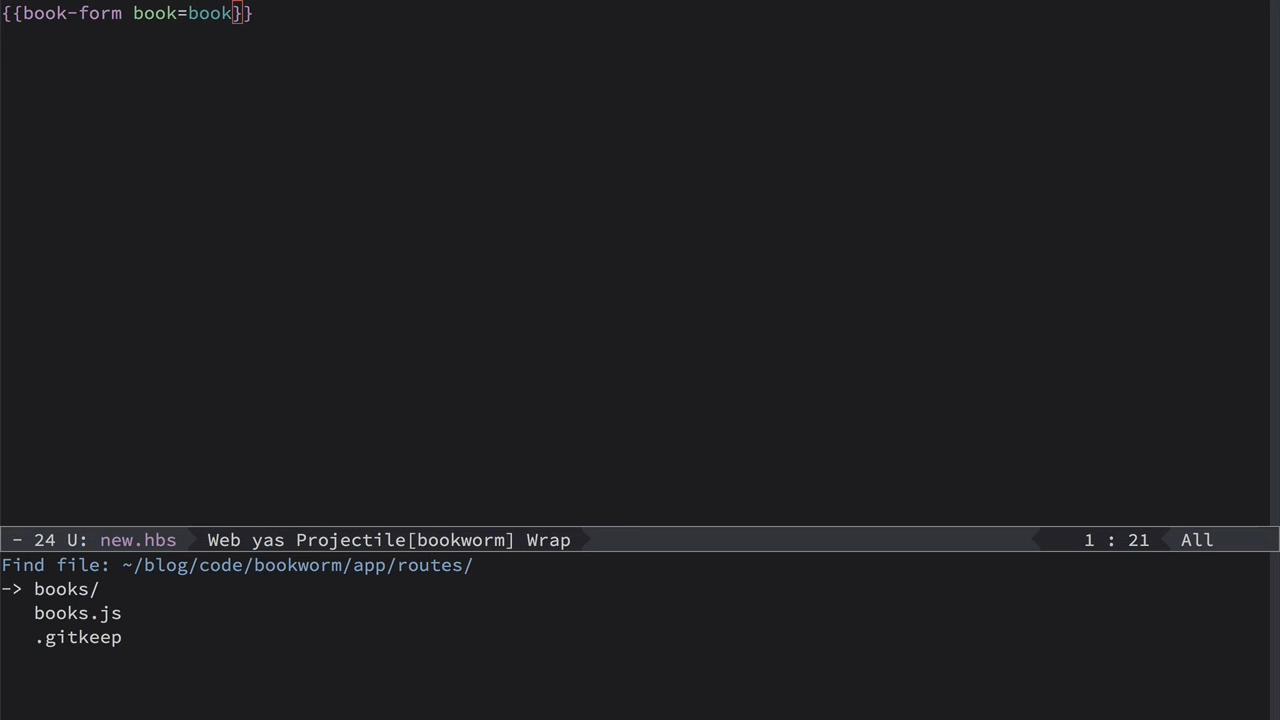 {{book-form book=book}}
- 24 U: new.hbs Web yas Projectile[bookworm] Wrap 1 : 21 All
Find file: ~/blog/code/bookworm/app/routes/
-> books/
books.js
.gitkeep